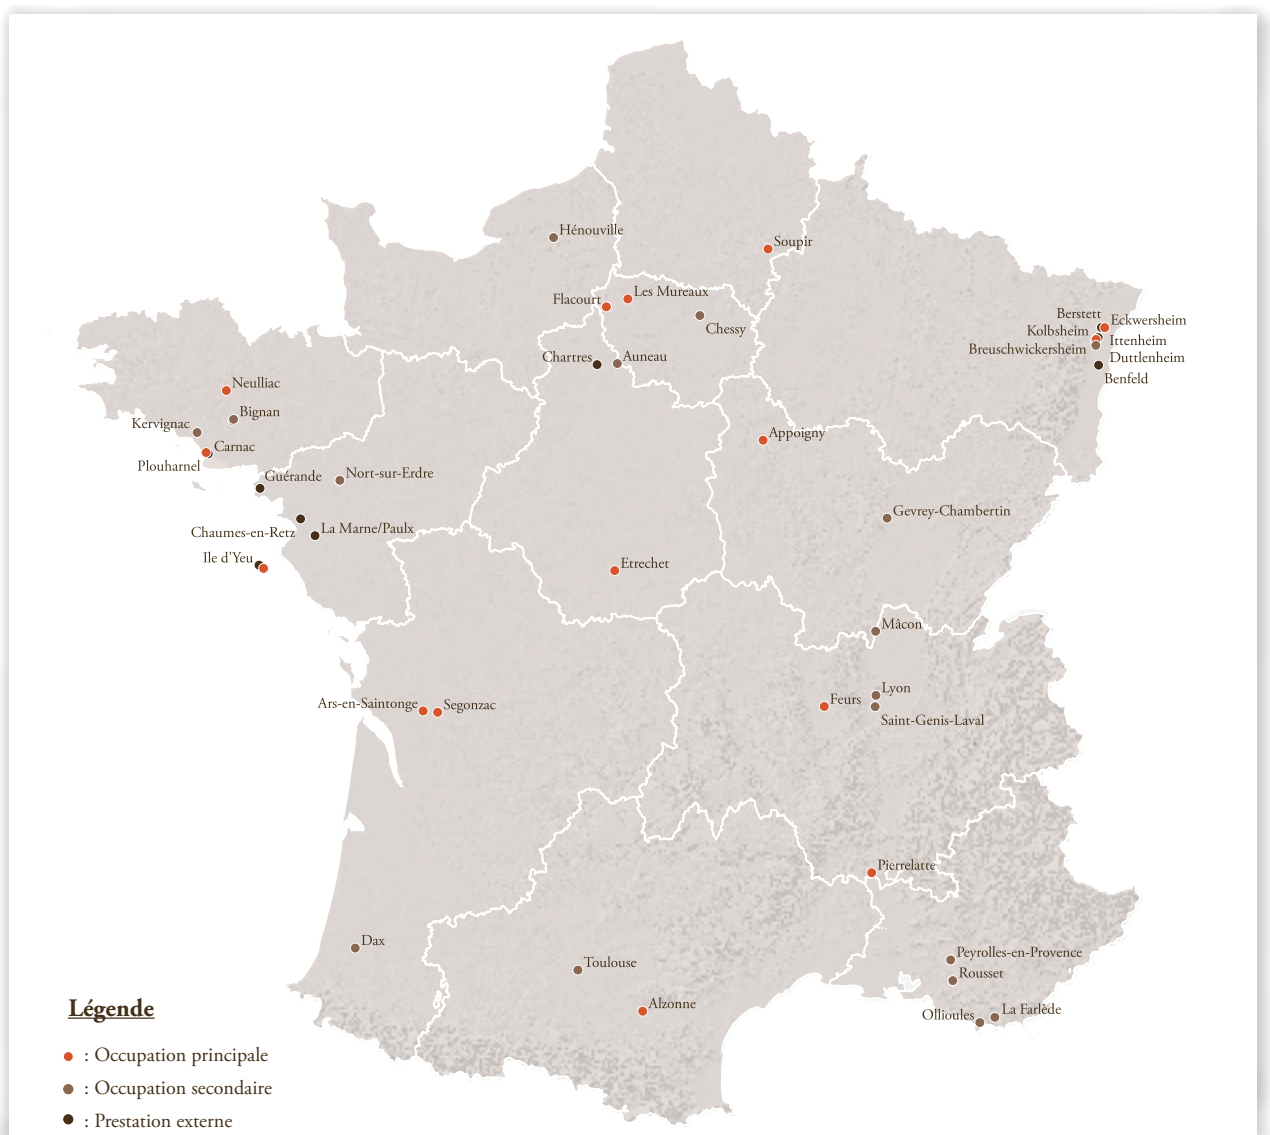 Hénouville
Soupir
Les Mureaux
Flacourt
Chessy
Berstett
Eckwersheim
Kolbsheim
Ittenheim
Breuschwickersheim
Duttlenheim
Benfeld
Chartres
Auneau
Neulliac
Bignan
Kervignac
Carnac
Plouharnel
Appoigny
Guérande
Nort-sur-Erdre
Gevrey-Chambertin
Chaumes-en-Retz
La Marne/Paulx
Ile d'Yeu
Etrechet
Mâcon
Lyon
Feurs
Saint-Genis-Laval
Ars-en-Saintonge
Segonzac
Pierrelatte
Dax
Toulouse
Peyrolles-en-Provence
Rousset
Alzonne
Ollioules
La Farlède
Légende
: Occupation principale
: Occupation secondaire
: Prestation externe